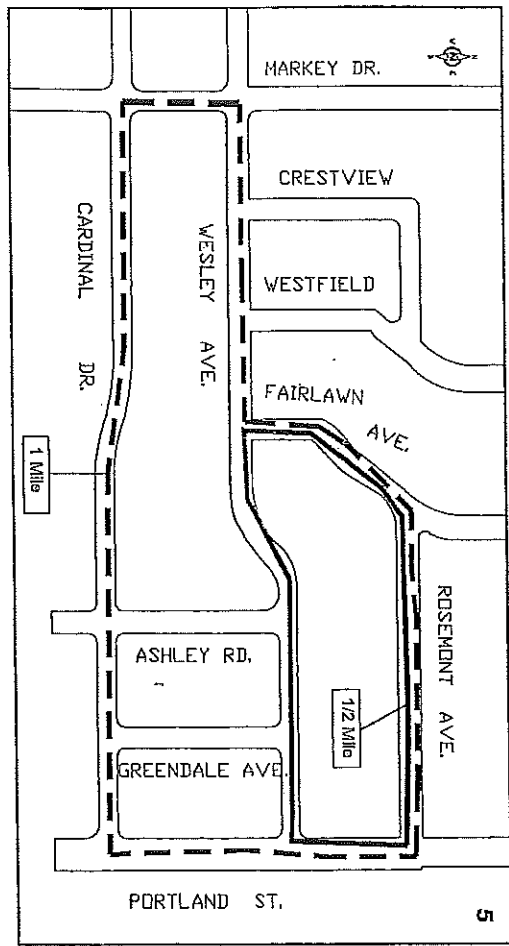 MARKEY DR.
CRESTVIEW
WESTFIELD
FAIRLAWN
AVE.
WESLEY AVE.
CARDINAL DR.
1 Mile
ROSEMONT AVE.
1/2 Mile
ASHLEY RD.
GREENDALE AVE.
PORTLAND ST.
5